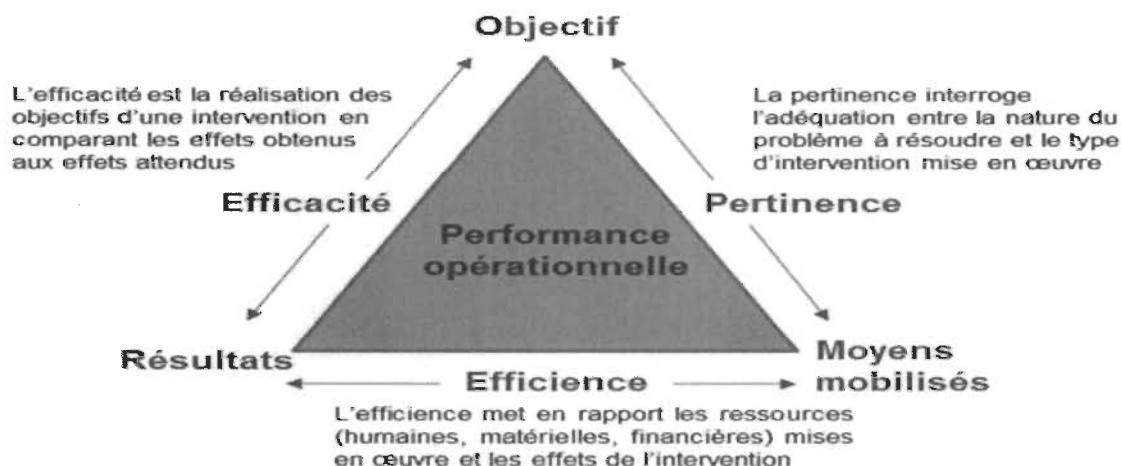 Objectif
L'efficacité est la réalisation des
objectifs d'une intervention en
comparant les effets obtenus
aux effets attendus
La pertinence interroge
l'adéquation entre la nature du
problème à résoudre et le type
d'intervention mise en œuvre
Efficacité
Pertinence
Performance
opérationnelle
Résultats
Moyens
mobilisés
Efficience
L'efficience met en rapport les ressources
(humaines, matérielles, financières) mises
en œuvre et les effets de l'intervention